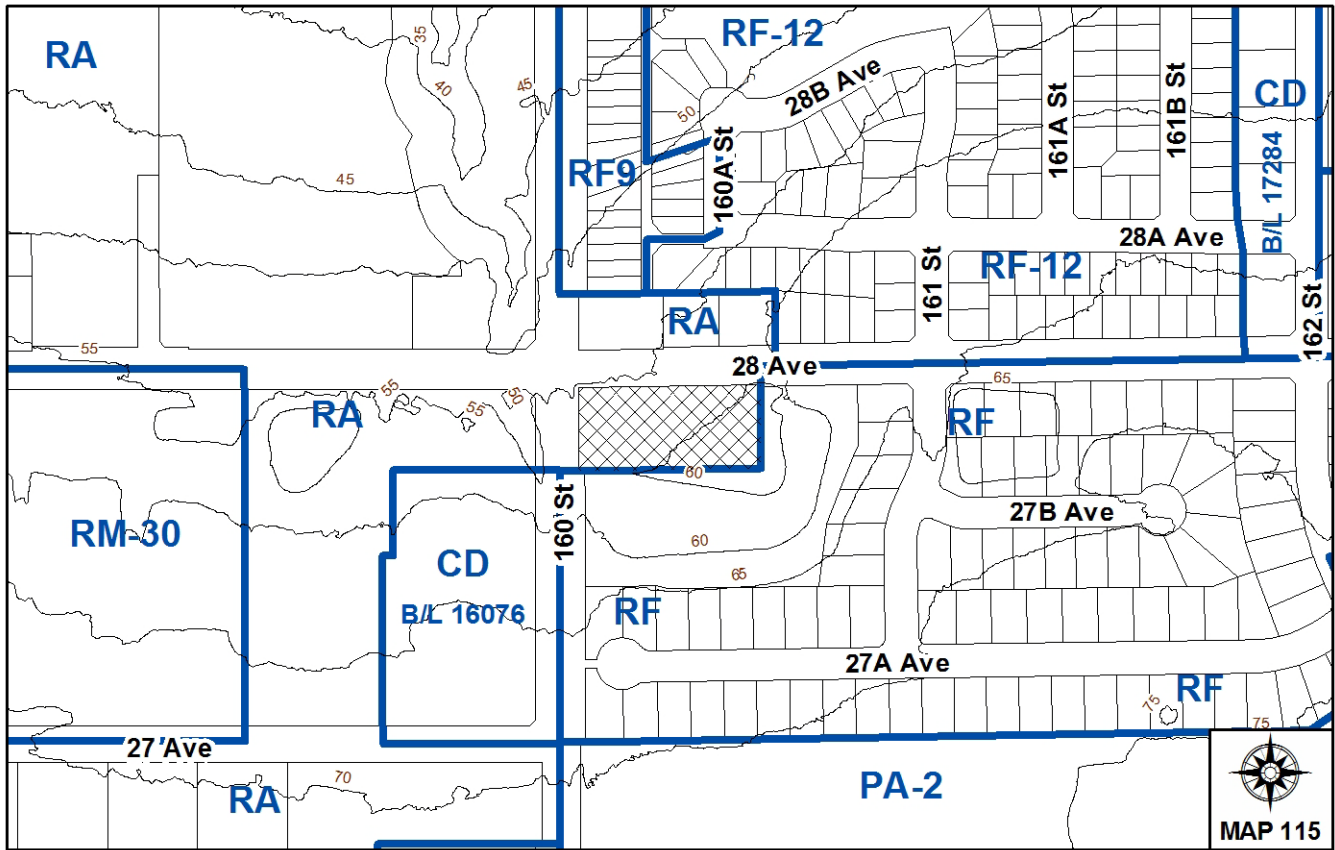 RA
35
40
45
RF-12
50
28B Ave
161A St
161B St
CD
B/L 17284
RF9
160A St
45
28A Ave
RF-12
161 St
162 St
RA
55
28 Ave
55
55
50
RA
65
RF
60
160 St
RM-30
27B Ave
60
CD
65
B/L 16076
RF
27A Ave
RF
75
75
27 Ave
70
RA
PA-2
MAP 115